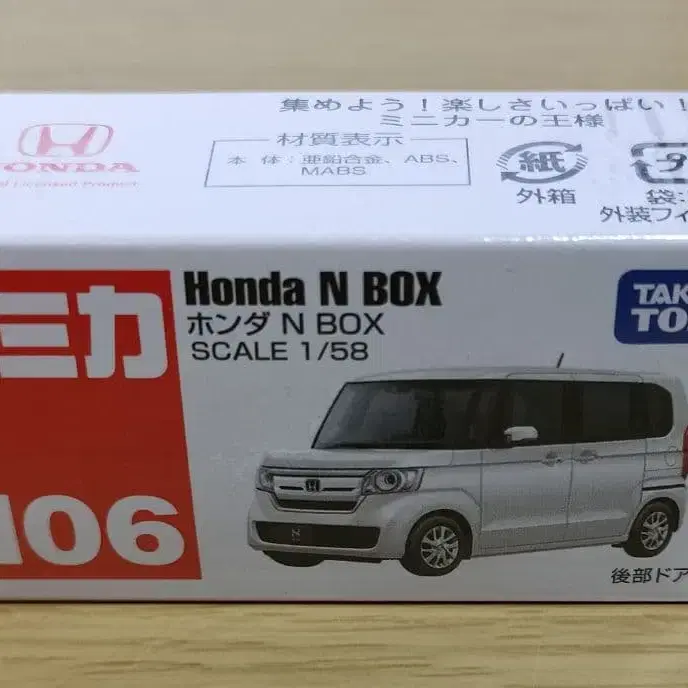 集めよう!楽しさいっぱい!
ミニカーの王様
材質表示
本 体:亜鉛合金、ABS、
MABS
紙
外箱
プ
袋:
外装フィ
HONDA
Licensed Product
ミカ
106
Honda N BOX
ホンダ N BOX
SCALE 1/58
TAK
TO
後部ドア